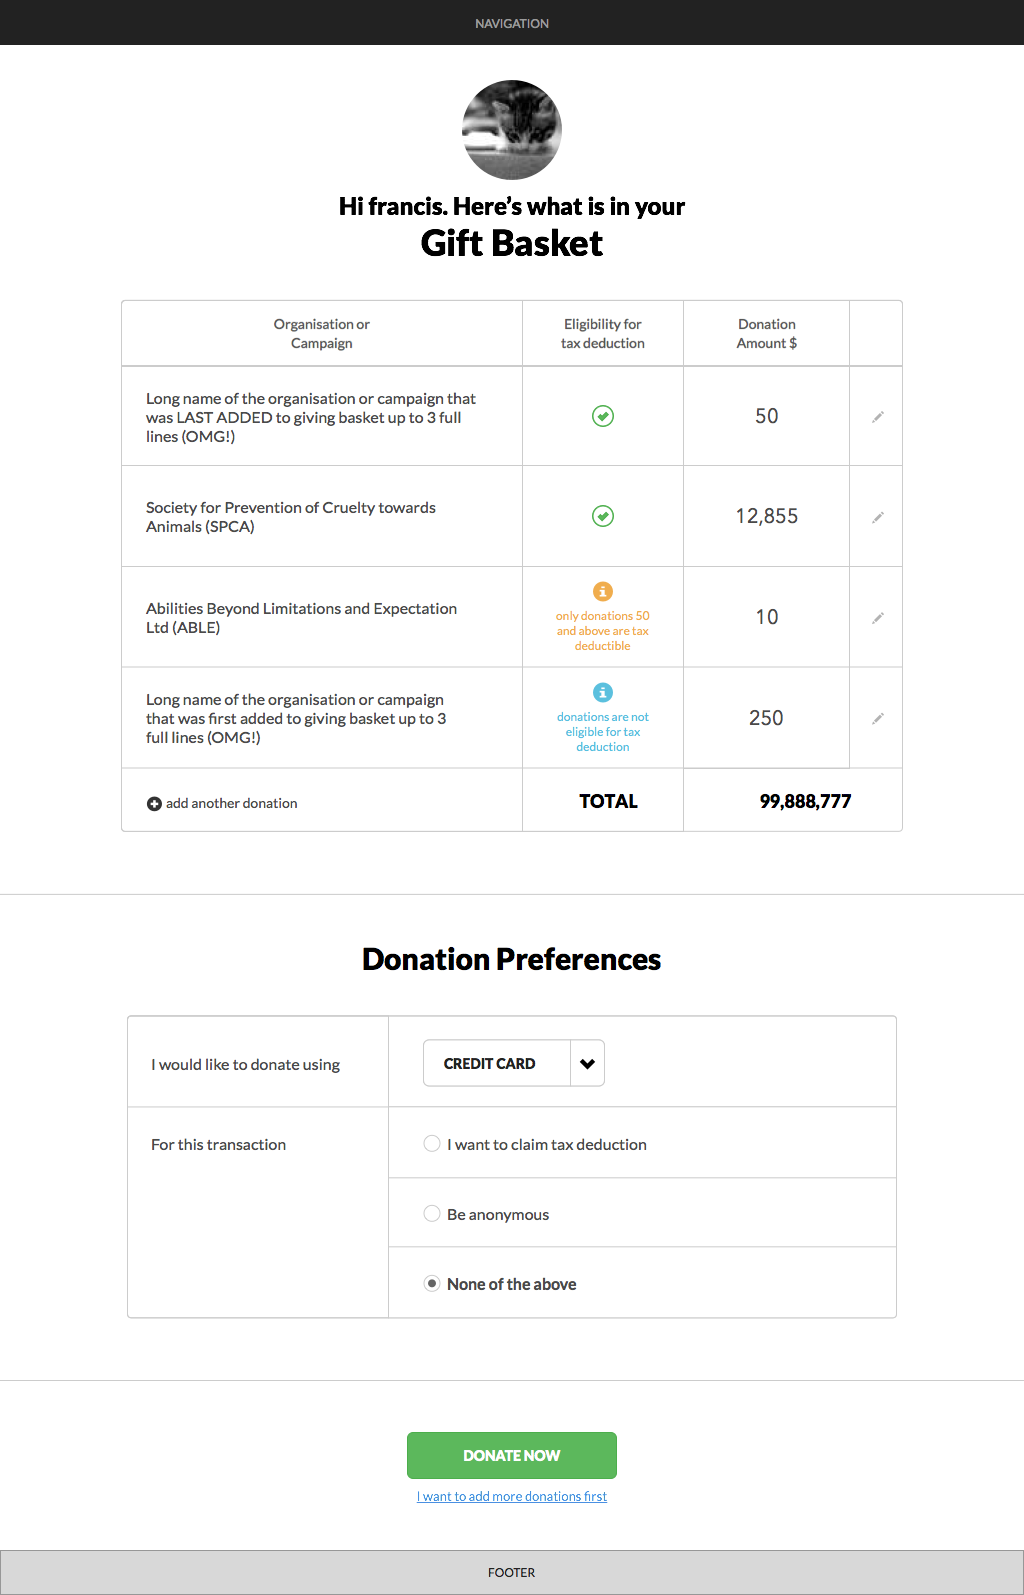 NAVIGATION
Hi francis. Here's what is in your
Gift Basket
Organisation or
Campaign
Eligibility for
tax deduction
Donation
Amount $
Long name of the organisation or campaign that
was LAST ADDED to giving basket up to 3 full
lines (OMG!)
50
Society for Prevention of Cruelty towards
Animals (SPCA)
12,855
Abilities Beyond Limitations and Expectation
Ltd (ABLE)
only donations 50
and above are tax
deductible
10
Long name of the organisation or campaign
that was first added to giving basket up to 3
full lines (OMG!)
donations are not
eligible for tax
deduction
250
add another donation
TOTAL
99,888,777
Donation Preferences
I would like to donate using
CREDIT CARD
For this transaction
I want to claim tax deduction
Be anonymous
None of the above
DONATE NOW
I want to add more donations first
FOOTER